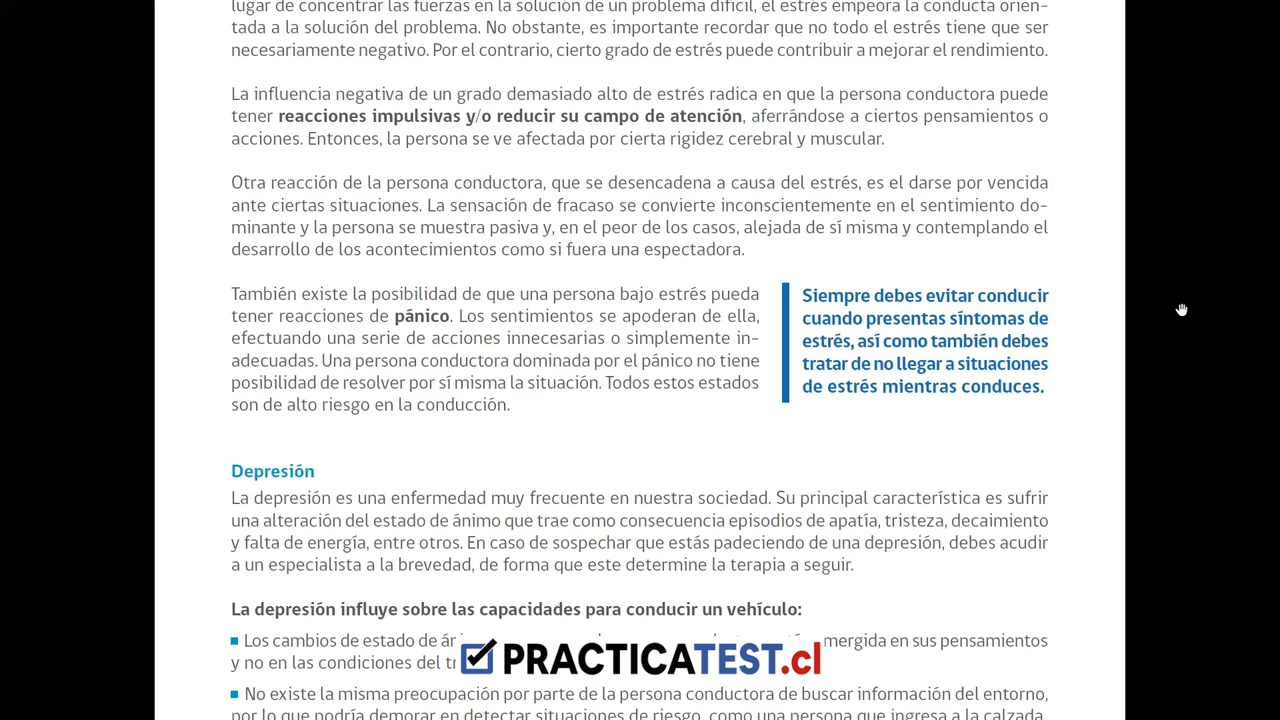 lugar de concentrar las fuerzas en la solución de un problema difícil, el estrés empeora la conducta orien-
tada a la solución del problema. No obstante, es importante recordar que no todo el estrés tiene que ser
necesariamente negativo. Por el contrario, cierto grado de estrés puede contribuir a mejorar el rendimiento.
La influencia negativa de un grado demasiado alto de estrés radica en que la persona conductora puede
tener reacciones impulsivas y/o reducir su campo de atención, aferrándose a ciertos pensamientos o
acciones. Entonces, la persona se ve afectada por cierta rigidez cerebral y muscular.
Otra reacción de la persona conductora, que se desencadena a causa del estrés, es el darse por vencida
ante ciertas situaciones. La sensación de fracaso se convierte inconscientemente en el sentimiento do-
minante y la persona se muestra pasiva y, en el peor de los casos, alejada de sí misma y contemplando el
desarrollo de los acontecimientos como si fuera una espectadora.
También existe la posibilidad de que una persona bajo estrés pueda
tener reacciones de pánico. Los sentimientos se apoderan de ella,
efectuando una serie de acciones innecesarias o simplemente in-
adecuadas. Una persona conductora dominada por el pánico no tiene
posibilidad de resolver por sí misma la situación. Todos estos estados
son de alto riesgo en la conducción.
Siempre debes evitar conducir
cuando presentas síntomas de
estrés, así como también debes
tratar de no llegar a situaciones
de estrés mientras conduces.
Depresión
La depresión es una enfermedad muy frecuente en nuestra sociedad. Su principal característica es sufrir
una alteración del estado de ánimo que trae como consecuencia episodios de apatía, tristeza, decaimiento
y falta de energía, entre otros. En caso de sospechar que estás padeciendo de una depresión, debes acudir
a un especialista a la brevedad, de forma que este determine la terapia a seguir.
La depresión influye sobre las capacidades para conducir un vehículo:
Los cambios de estado de mergida en sus pensamientos
y no en las condiciones del
PRACTICATEST.cl
No existe la misma preocupación por parte de la persona conductora de buscar información del entorno,
por lo que podría demorar en detectar situaciones de riesgo, como una persona que ingresa a la calzada,